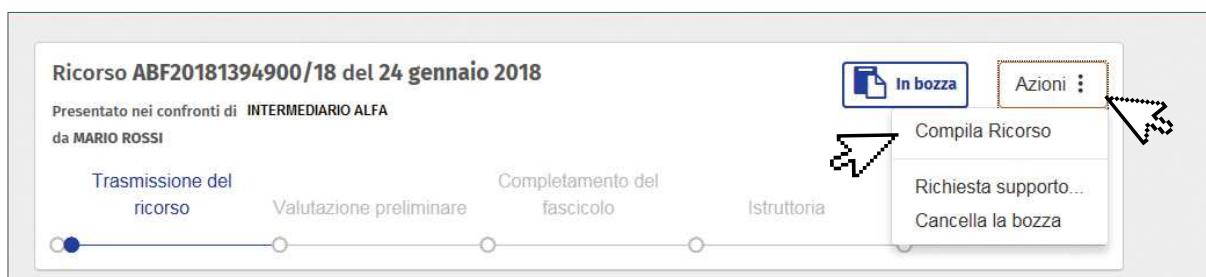 Ricorso ABF20181394900/18 del 24 gennaio 2018
In bozza
Azioni
Presentato nei confronti di INTERMEDIARIO ALFA
da MARIO ROSSI
Compila Ricorso
Richiesta supporto...
Cancella la bozza
Trasmissione del
ricorso
Valutazione preliminare
Completamento del
fascicolo
Istruttoria